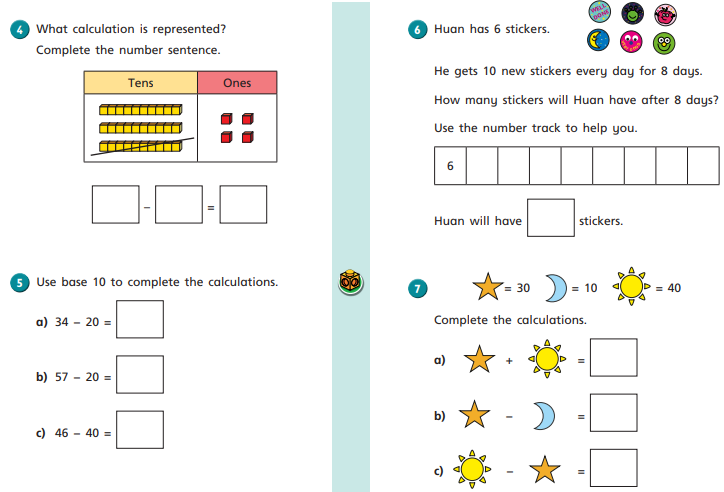 4 What calculation is represented?
Complete the number sentence.
Tens Ones
– =
5 Use base 10 to complete the calculations.
a) 34 – 20 =
b) 57 – 20 =
c) 46 – 40 =
6 Huan has 6 stickers.
WELL DONE
He gets 10 new stickers every day for 8 days.
How many stickers will Huan have after 8 days?
Use the number track to help you.
6
Huan will have stickers.
7 = 30 = 10 = 40
Complete the calculations.
a) + =
b) – =
c) – =